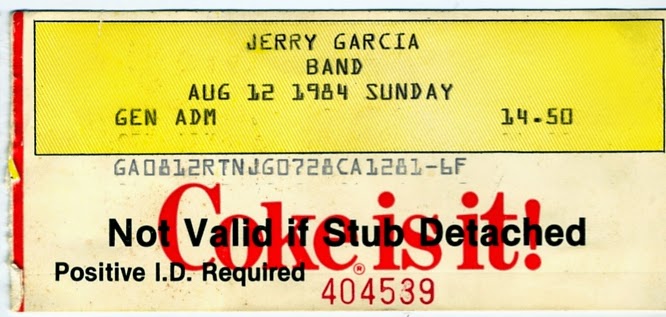 JERRY GARCIA
BAND
AUG 12 1984 SUNDAY
GEN ADM 14.50
GA0812RTNJG0728CA1281-6F
Coke is it!
Not Valid if Stub Detached
Positive I.D. Required
®
404539